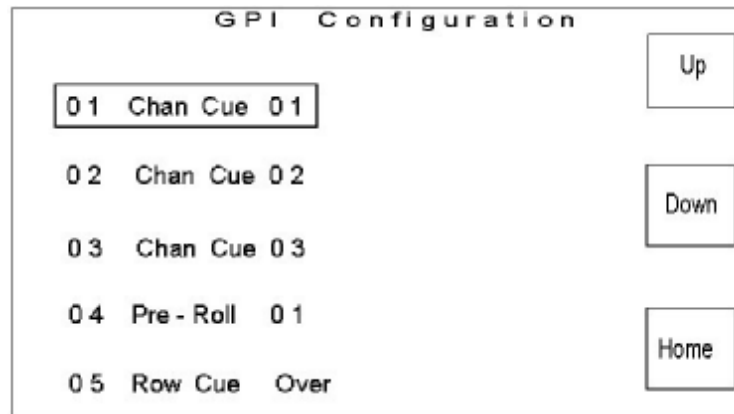 GPI Configuration
Up
01 Chan Cue 01
02 Chan Cue 02
Down
03 Chan Cue 03
04 Pre-Roll 01
Home
05 Row Cue Over